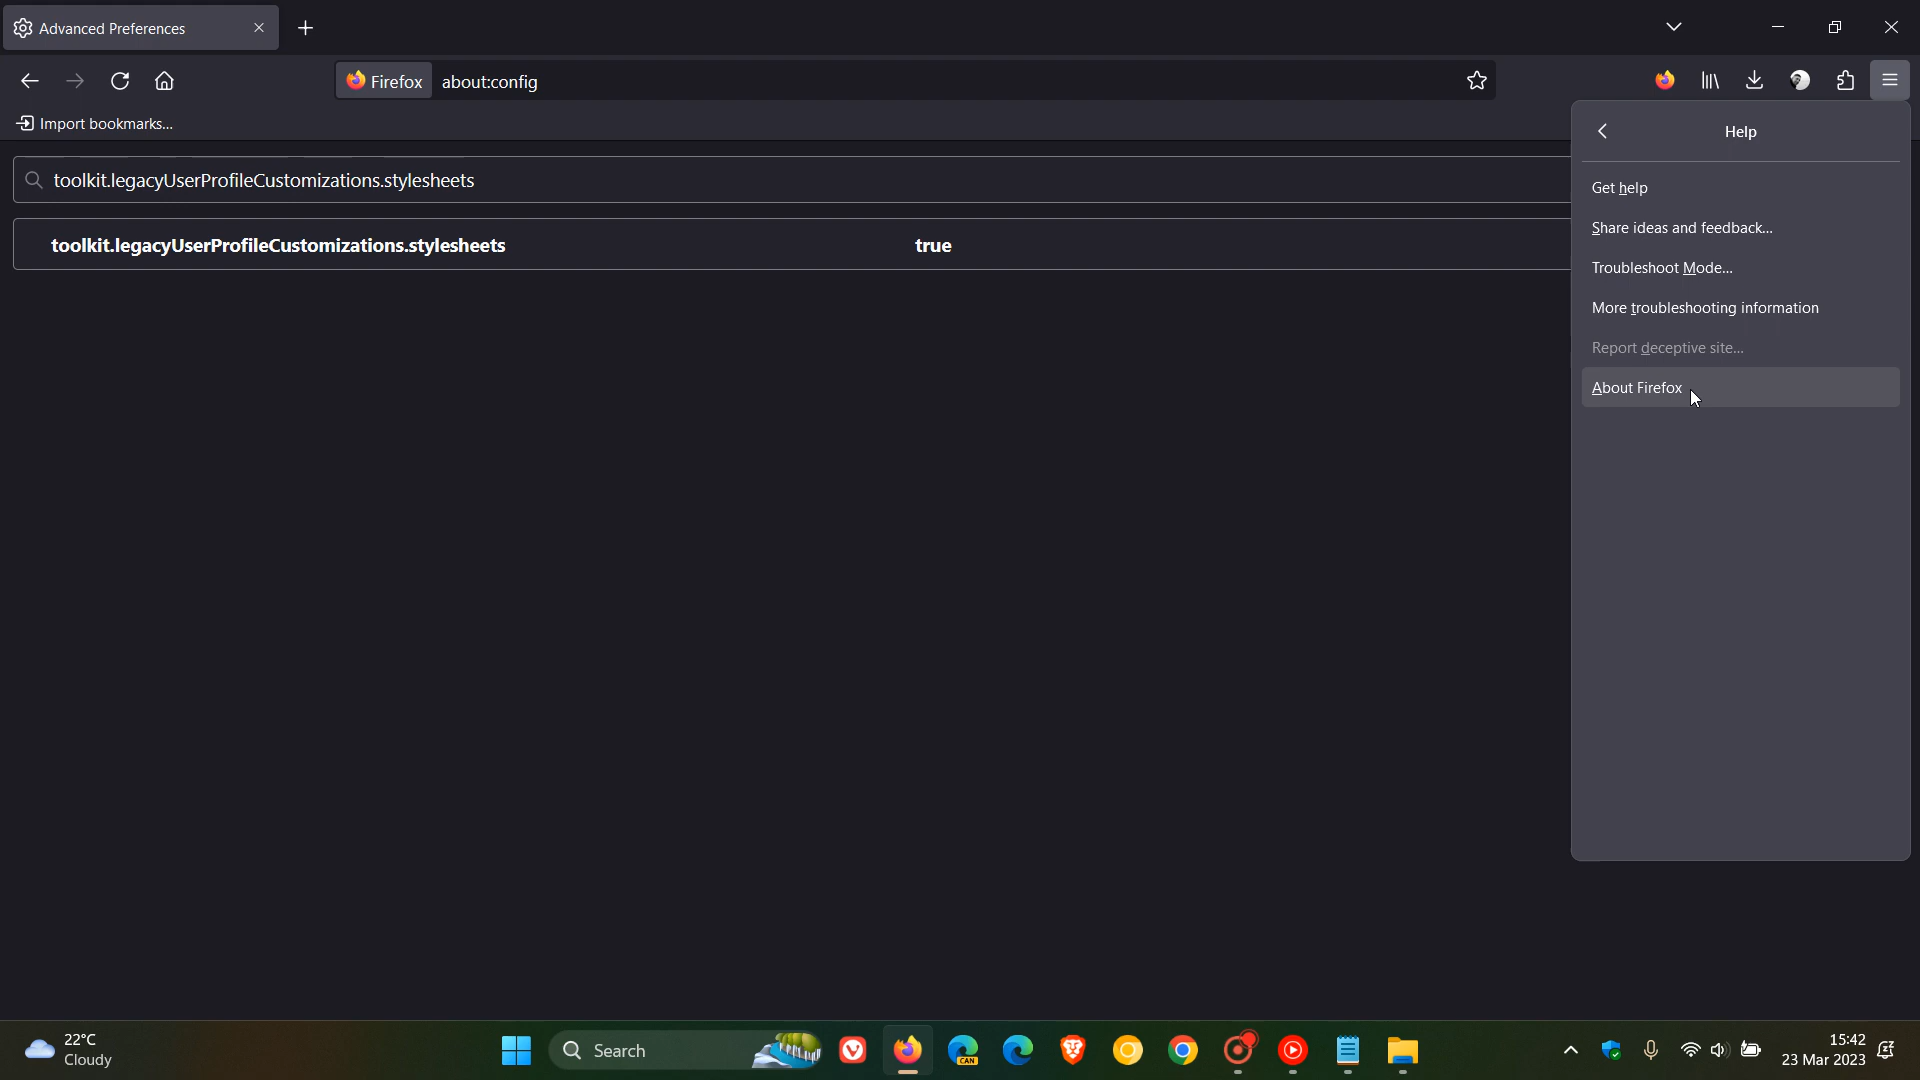 Advanced Preferences
Firefox about:config
Import bookmarks...
Help
toolkit.legacyUserProfileCustomizations.stylesheets
Get help
Share ideas and feedback...
toolkit.legacyUserProfileCustomizations.stylesheets true
Troubleshoot Mode...
More troubleshooting information
Report deceptive site...
About Firefox
22°C
Cloudy
Search
CAN
15:42
23 Mar 2023